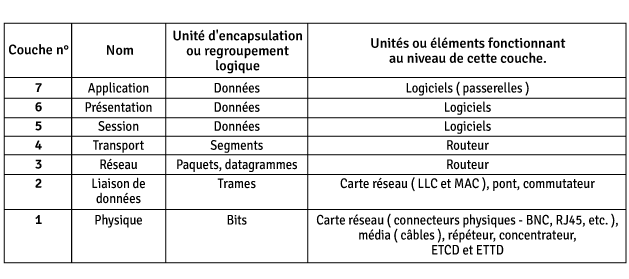 Couche nº | Nom | Unité d'encapsulation ou regroupement logique | Unités ou éléments fonctionnant au niveau de cette couche.
7 | Application | Données | Logiciels ( passerelles )
6 | Présentation | Données | Logiciels
5 | Session | Données | Logiciels
4 | Transport | Segments | Routeur
3 | Réseau | Paquets, datagrammes | Routeur
2 | Liaison de données | Trames | Carte réseau ( LLC et MAC ), pont, commutateur
1 | Physique | Bits | Carte réseau ( connecteurs physiques - BNC, RJ45, etc. ), média ( câbles ), répéteur, concentrateur, ETCD et ETTD